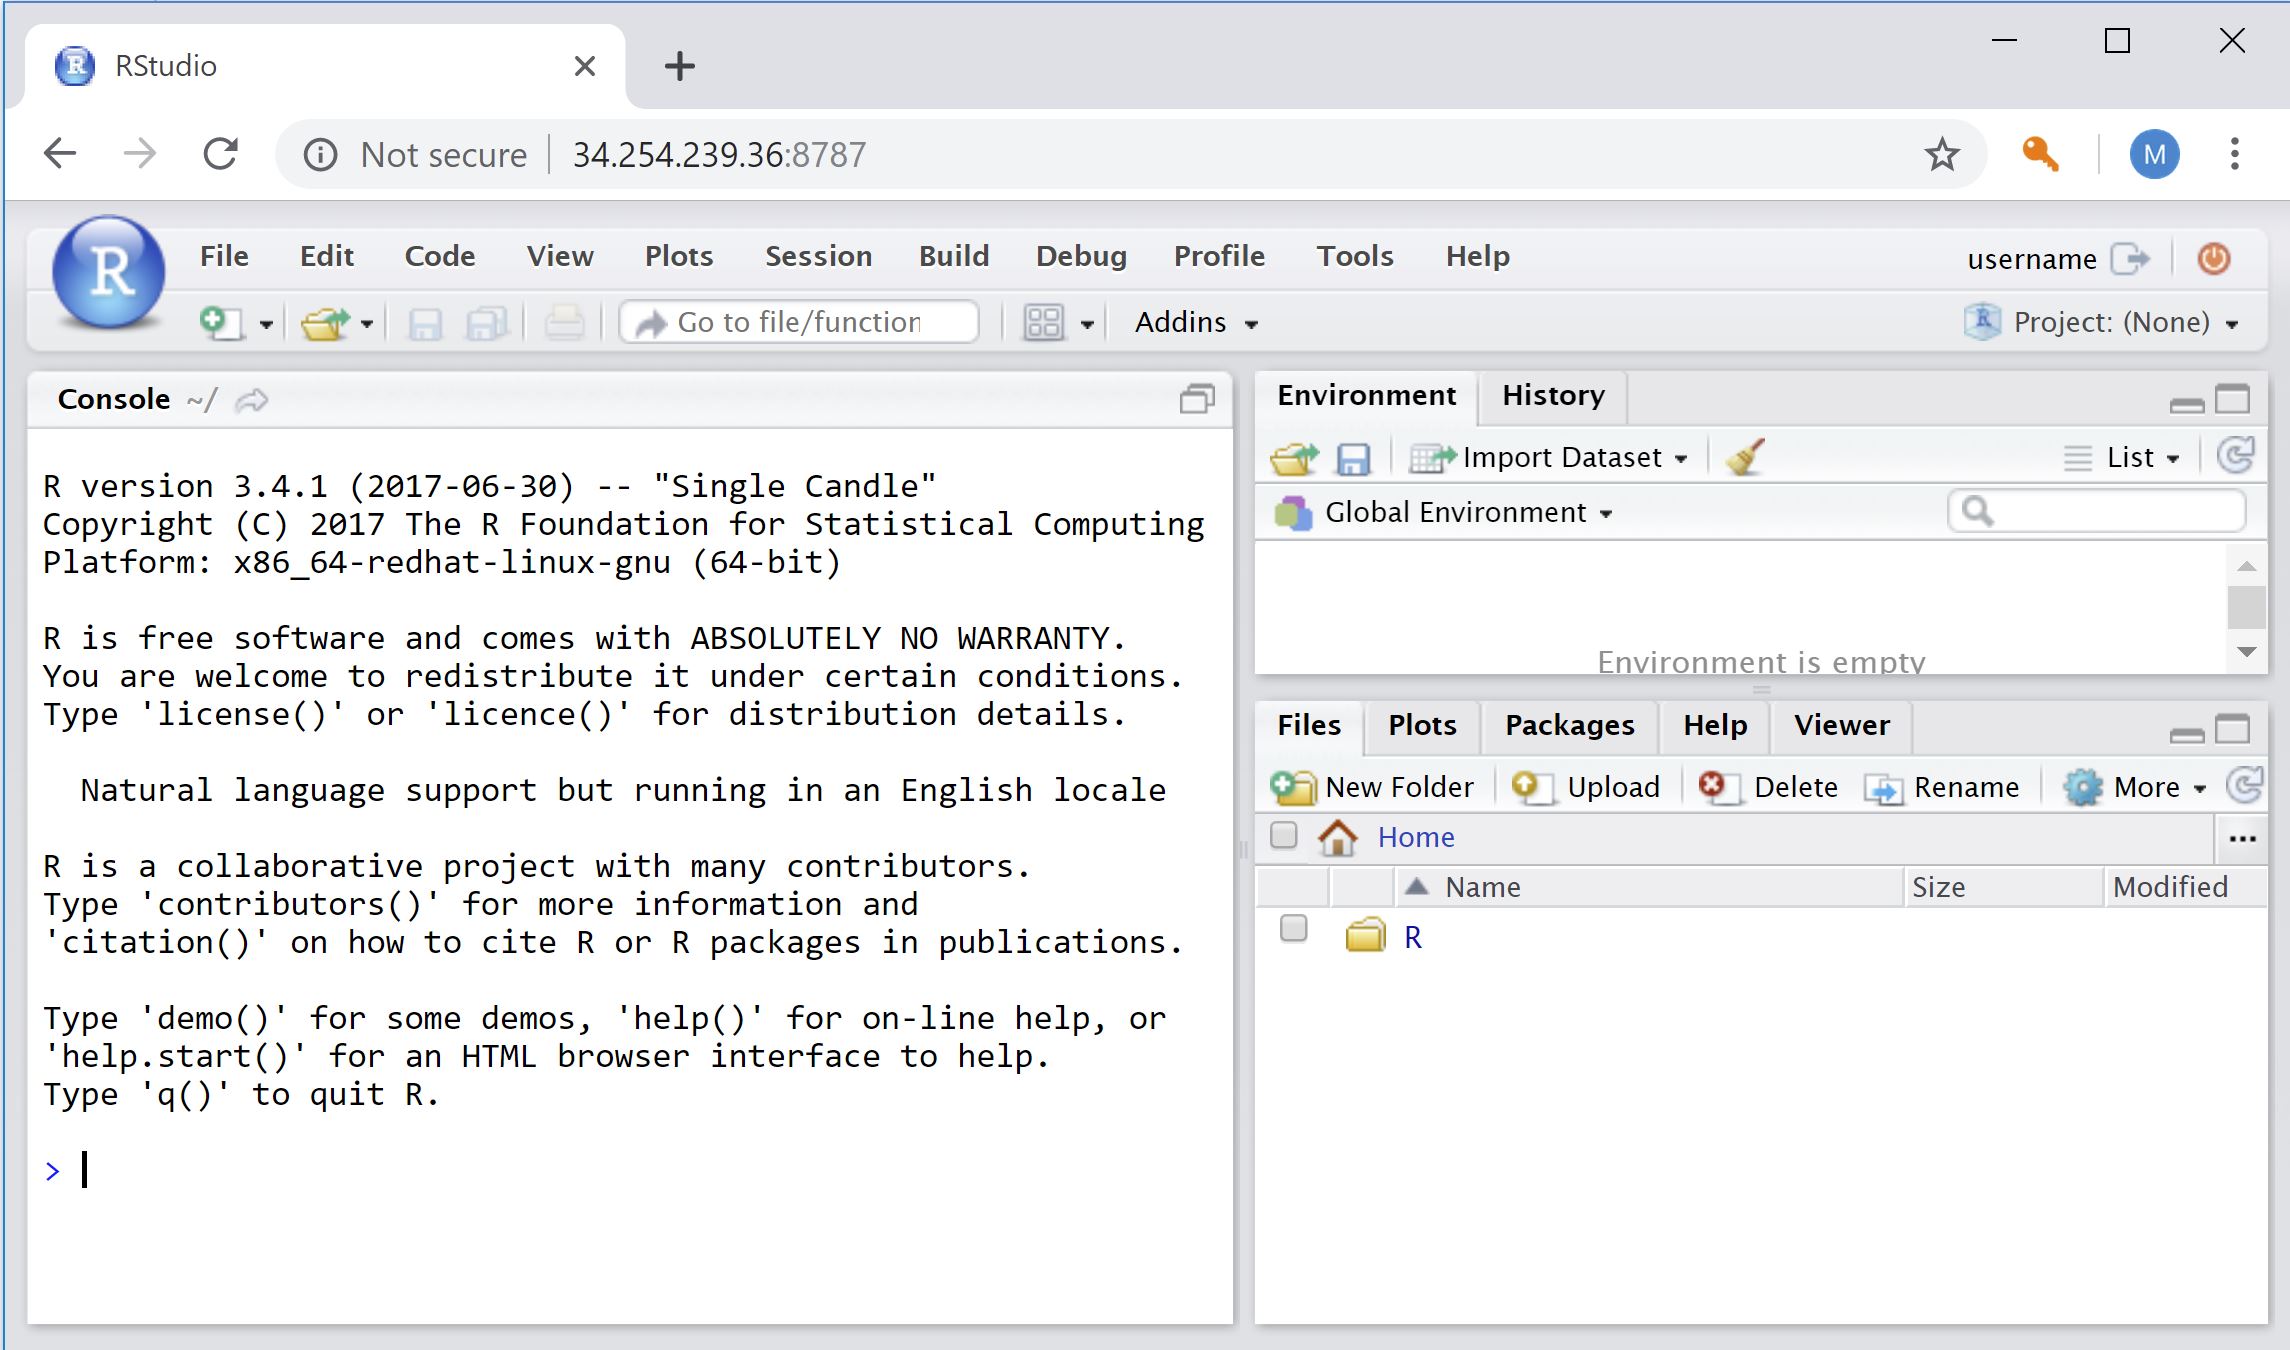 R RStudio
Not secure 34.254.239.36:8787
M
R
File Edit Code View Plots Session Build Debug Profile Tools Help
username
Go to file/function
Addins
R Project: (None)
Console ~/
R version 3.4.1 (2017-06-30) -- "Single Candle"
Copyright (C) 2017 The R Foundation for Statistical Computing
Platform: x86_64-redhat-linux-gnu (64-bit)
R is free software and comes with ABSOLUTELY NO WARRANTY.
You are welcome to redistribute it under certain conditions.
Type 'license()' or 'licence()' for distribution details.
Natural language support but running in an English locale
R is a collaborative project with many contributors.
Type 'contributors()' for more information and
'citation()' on how to cite R or R packages in publications.
Type 'demo()' for some demos, 'help()' for on-line help, or
'help.start()' for an HTML browser interface to help.
Type 'q()' to quit R.
>
Environment History
Import Dataset
List
Global Environment
Environment is empty
Files Plots Packages Help Viewer
New Folder Upload Delete Rename More
Home ...
Name Size Modified
R